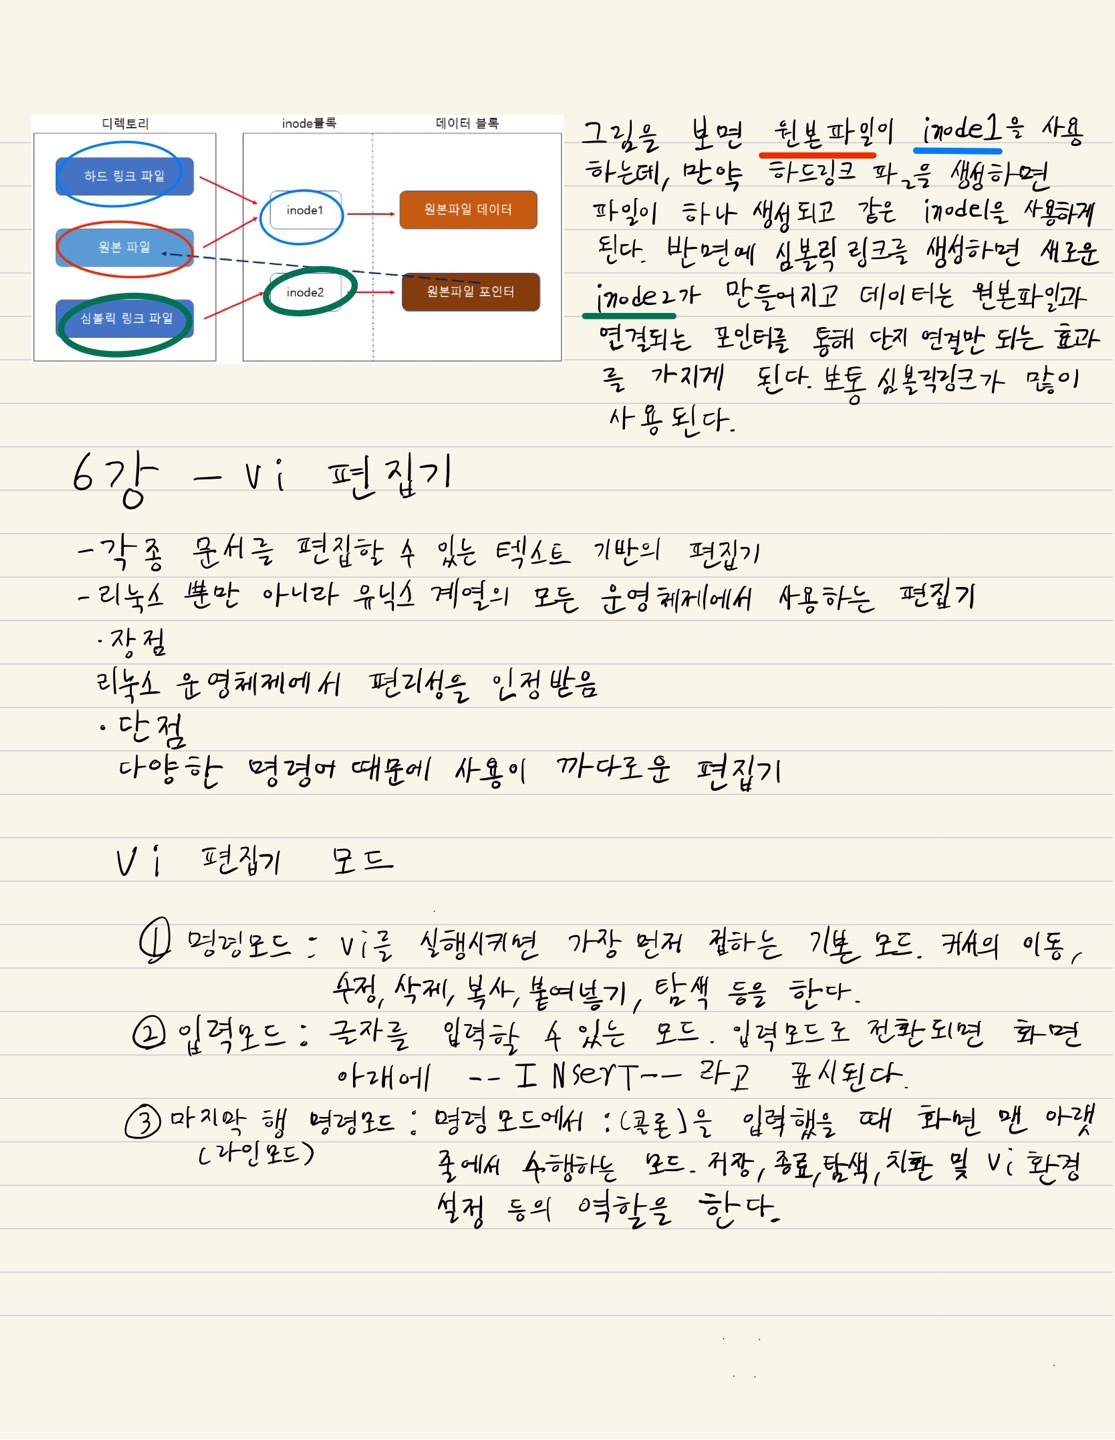 디렉토리
inode블록
데이터 블록
하드 링크 파일
원본 파일
심볼릭 링크 파일
inode1
inode2
원본파일 데이터
원본파일 포인터
그림을 보면 원본파일이 inode1을 사용
하는데, 만약 하드링크 파일을 생성하면
파일이 하나 생성되고 같은 inode1을 사용하게
된다. 반면에 심볼릭 링크를 생성하면 새로운
inode2가 만들어지고 데이터는 원본파일과
연결되는 포인터를 통해 단지 연결만 되는 효과
를 가지게 된다. 보통 심볼릭링크가 많이
사용된다.
6강 - vi 편집기
- 각종 문서를 편집할 수 있는 텍스트 기반의 편집기
- 리눅스 뿐만 아니라 유닉스 계열의 모든 운영체제에서 사용하는 편집기
· 장점
리눅스 운영체제에서 편리성을 인정받음
· 단점
다양한 명령어 때문에 사용이 까다로운 편집기
Vi 편집기 모드
① 명령모드 : vi를 실행시키면 가장 먼저 접하는 기본 모드. 커서의 이동,
수정, 삭제, 복사, 붙여넣기, 탐색 등을 한다.
② 입력모드 : 글자를 입력할 수 있는 모드. 입력모드로 전환되면 화면
아래에 --INserT-- 라고 표시된다.
③ 마지막 행 명령모드 : 명령 모드에서 :(콜론)을 입력했을 때 화면 맨 아랫
(라인모드)
줄에서 수행하는 모드. 저장, 종료, 탐색, 치환 및 vi 환경
설정 등의 역할을 한다.